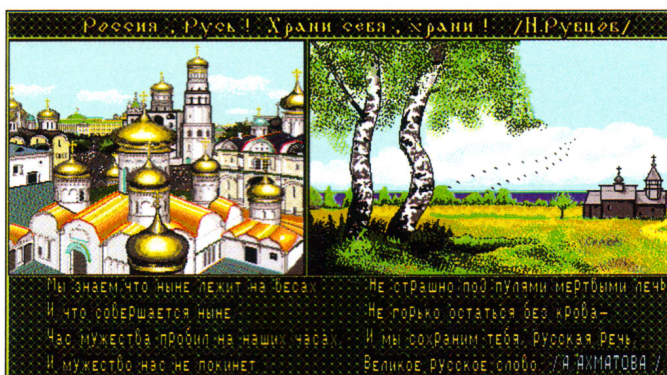 Россия , Русь ! Храни себя , храни ! /Н.Рубцов/
Мы знаем,что ныне лежит на весах
И что совершается ныне
Час мужества пробил на наших часах,
И мужество нас не покинет.
Не страшно под пулями мертвыми лечь
Не горько остаться без крова–
И мы сохраним тебя, русская речь,
Великое русское слово. /А АХМАТОВА /